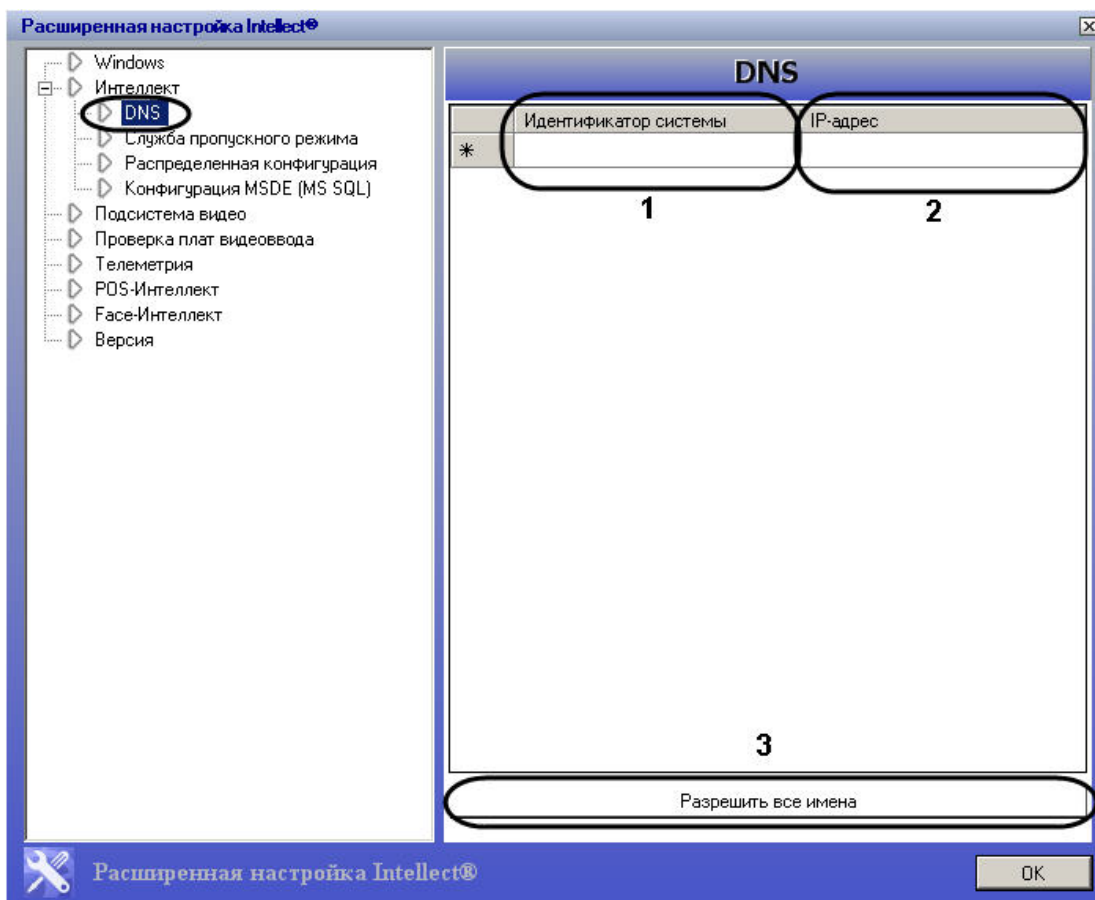 Расширенная настройка Intellect®
Windows
Интеллект
DNS
Служба пропускного режима
Распределенная конфигурация
Конфигурация MSDE (MS SQL)
Подсистема видео
Проверка плат видеоввода
Телеметрия
POS-Интеллект
Face-Интеллект
Версия
DNS
Идентификатор системы IP-адрес
*
1 2
3
Разрешить все имена
Расширенная настройка Intellect®
OK